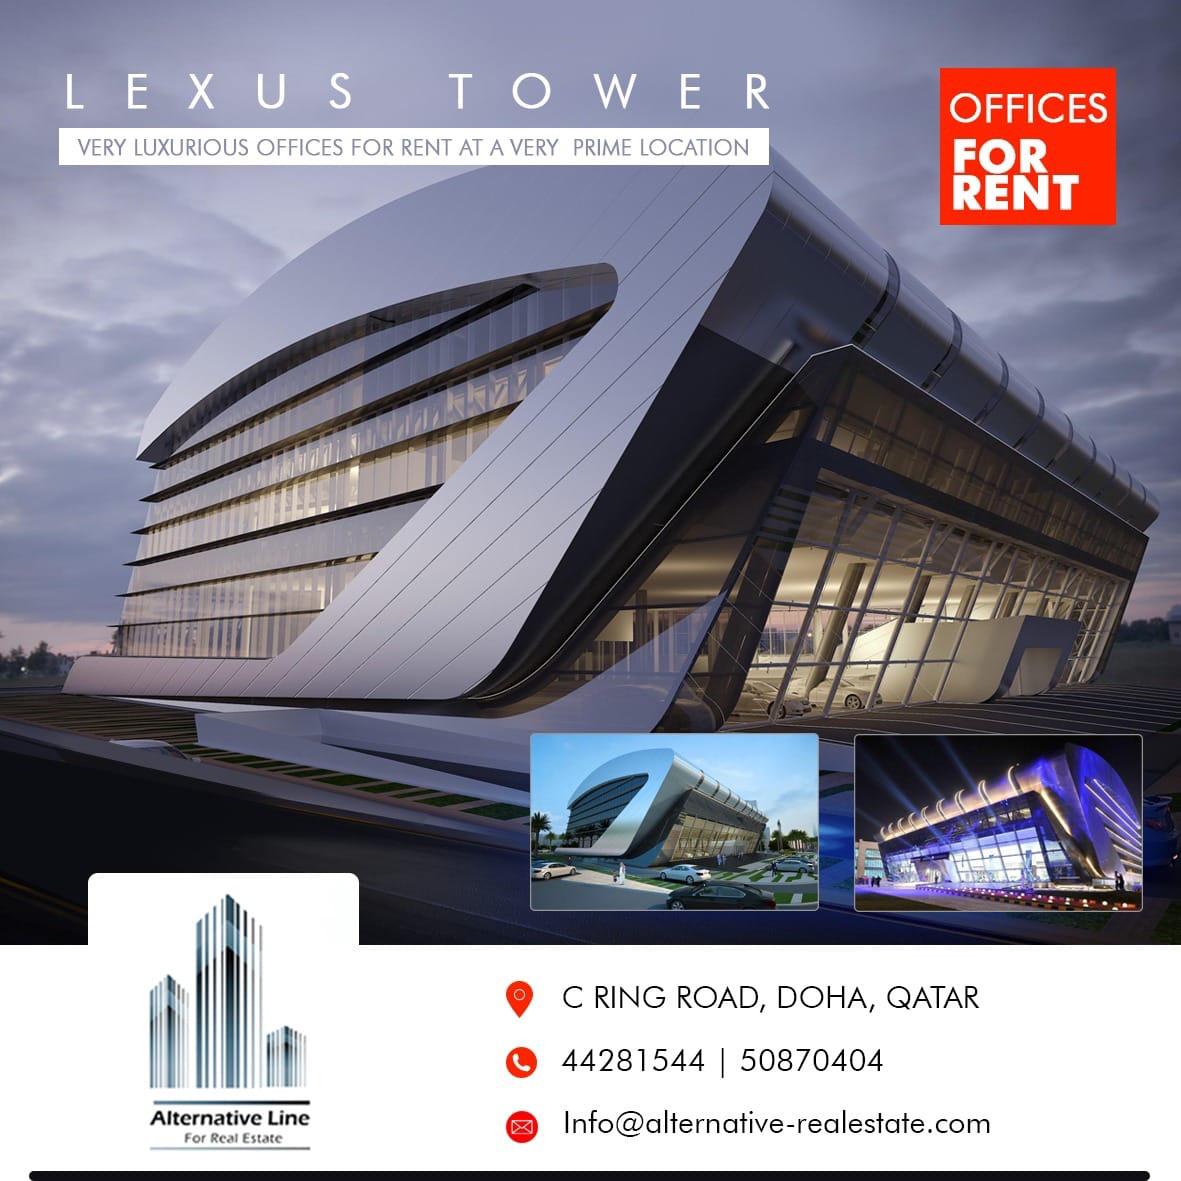 LEXUS TOWER
VERY LUXURIOUS OFFICES FOR RENT AT A VERY PRIME LOCATION
OFFICES
FOR
RENT
Alternative Line
For Real Estate
C RING ROAD, DOHA, QATAR
44281544 | 50870404
Info@alternative-realestate.com